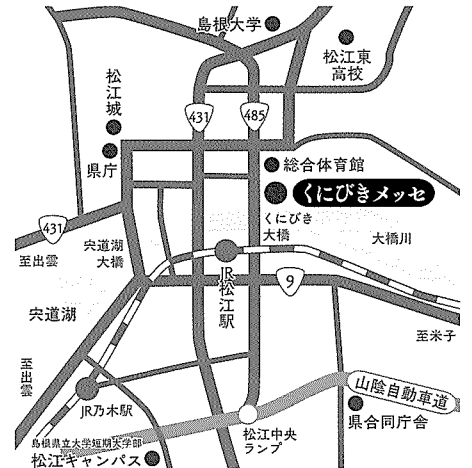 島根大学
松江東
高校
松江城
県庁
431
485
総合体育館
くにびきメッセ
くにびき
大橋
大橋川
431
至出雲
宍道湖
大橋
JR松江駅
9
宍道湖
至米子
至出雲
JR乃木駅
山陰自動車道
県合同庁舎
松江中央
ランプ
島根県立大学短期大学部
松江キャンパス